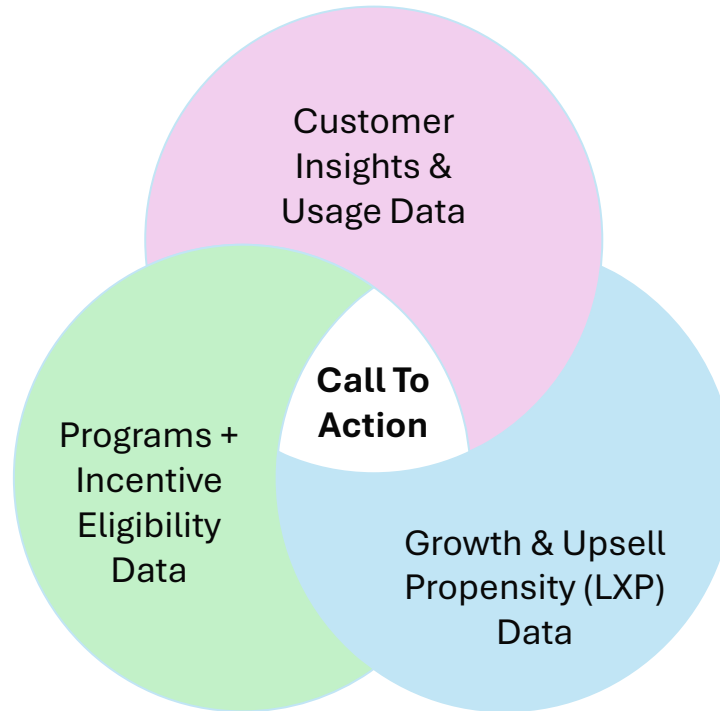 Customer
Insights &
Usage Data
Call To
Action
Programs +
Incentive
Eligibility
Data
Growth & Upsell
Propensity (LXP)
Data